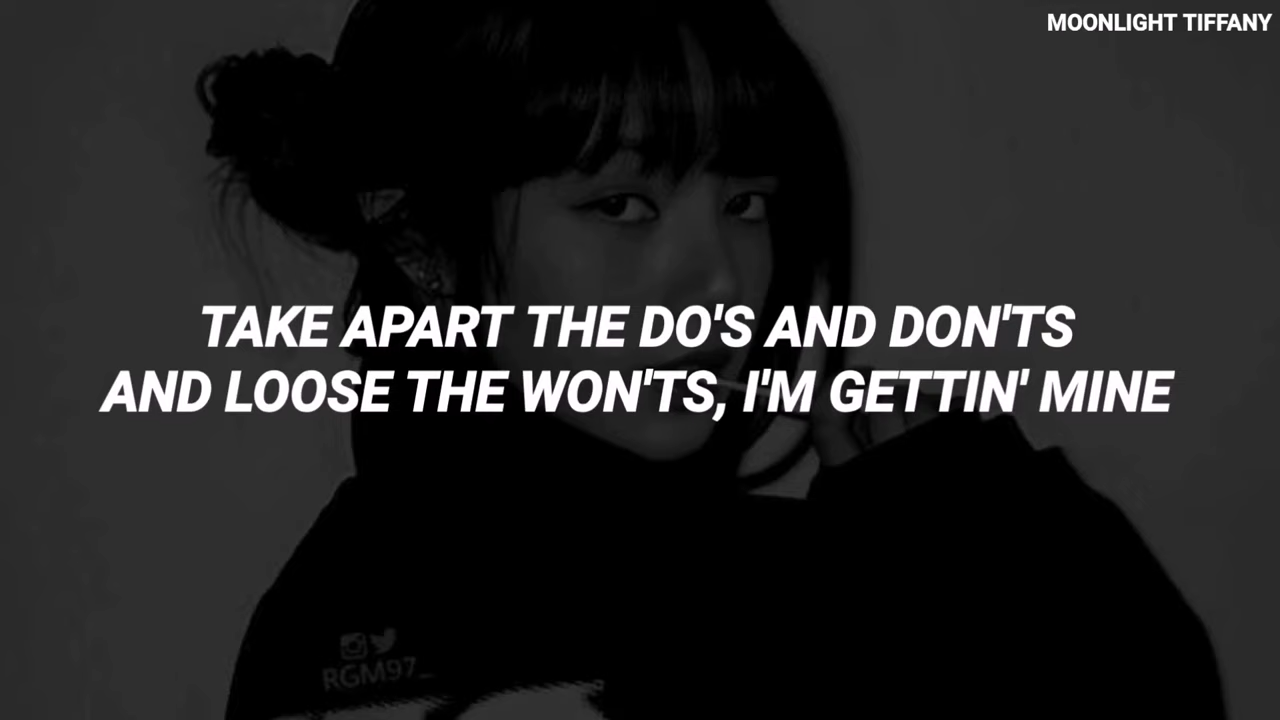 MOONLIGHT TIFFANY
TAKE APART THE DO'S AND DON'TS
AND LOOSE THE WON'TS, I'M GETTIN' MINE
RGM97_